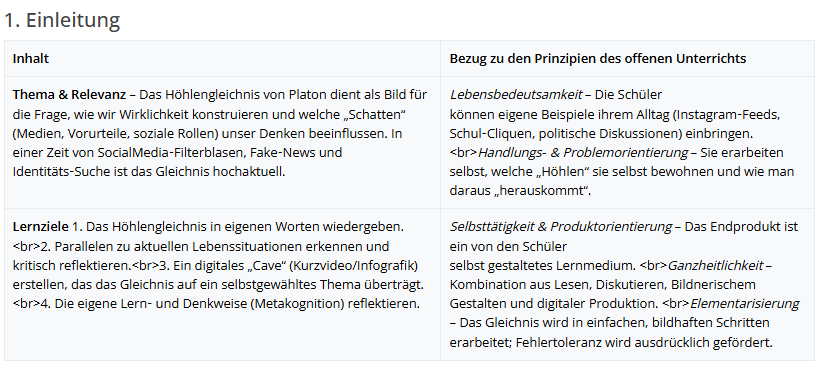 1. Einleitung
Inhalt
Bezug zu den Prinzipien des offenen Unterrichts
Thema & Relevanz – Das Höhlengleichnis von Platon dient als Bild für
die Frage, wie wir Wirklichkeit konstruieren und welche „Schatten“
(Medien, Vorurteile, soziale Rollen) unser Denken beeinflussen. In
einer Zeit von SocialMedia-Filterblasen, Fake-News und
Identitäts-Suche ist das Gleichnis hochaktuell.
Lebensbedeutsamkeit – Die Schüler
können eigene Beispiele ihrem Alltag (Instagram-Feeds,
Schul-Cliquen, politische Diskussionen) einbringen.
<br>Handlungs- & Problemorientierung – Sie erarbeiten
selbst, welche „Höhlen“ sie selbst bewohnen und wie man
daraus „herauskommt“.
Lernziele 1. Das Höhlengleichnis in eigenen Worten wiedergeben.
<br>2. Parallelen zu aktuellen Lebenssituationen erkennen und
kritisch reflektieren.<br>3. Ein digitales „Cave“ (Kurzvideo/Infografik)
erstellen, das das Gleichnis auf ein selbstgewähltes Thema überträgt.
<br>4. Die eigene Lern- und Denkweise (Metakognition) reflektieren.
Selbsttätigkeit & Produktorientierung – Das Endprodukt ist
ein von den Schüler
selbst gestaltetes Lernmedium. <br>Ganzheitlichkeit –
Kombination aus Lesen, Diskutieren, Bildnerischem
Gestalten und digitaler Produktion. <br>Elementarisierung
– Das Gleichnis wird in einfachen, bildhaften Schritten
erarbeitet; Fehlertoleranz wird ausdrücklich gefördert.